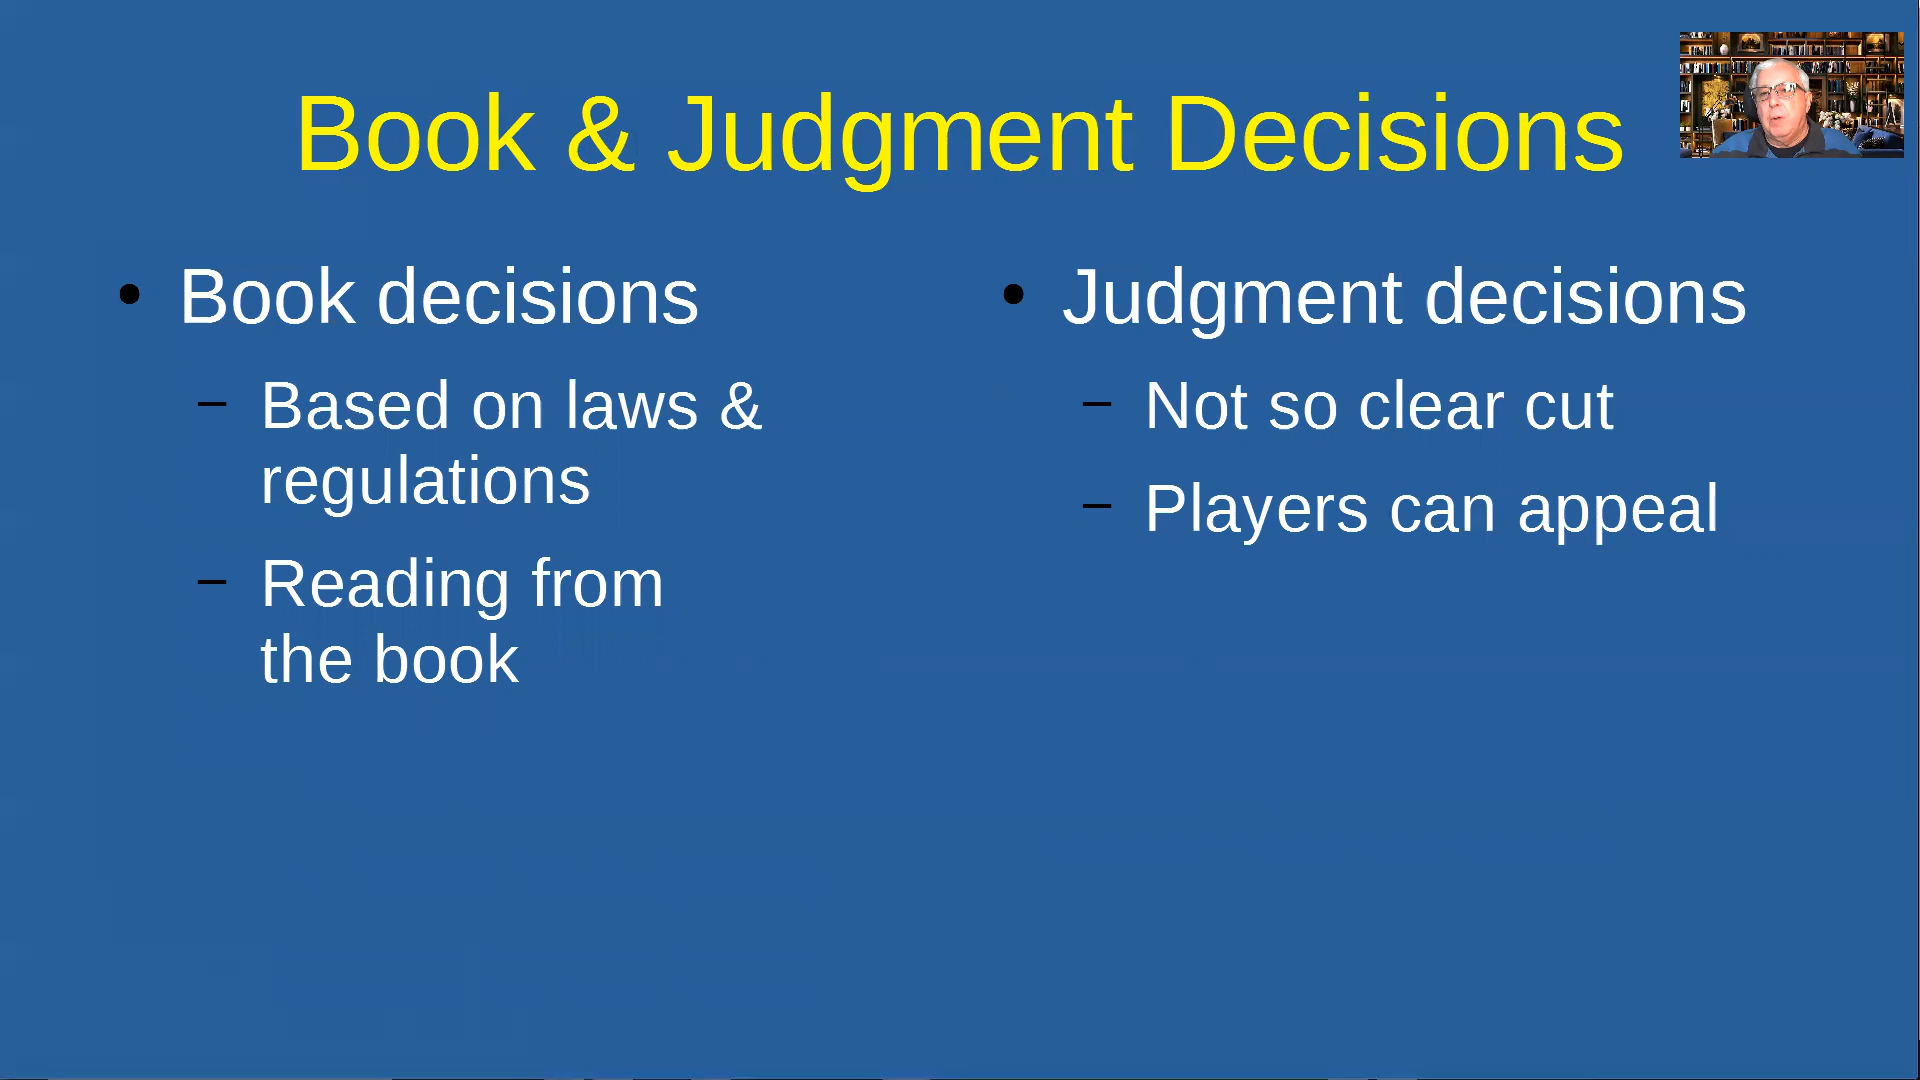 Book & Judgment Decisions
• Book decisions
– Based on laws &
regulations
– Reading from
the book
• Judgment decisions
– Not so clear cut
– Players can appeal